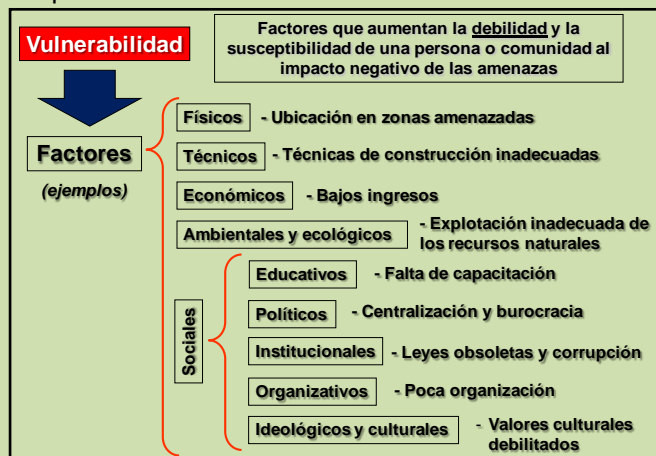 Vulnerabilidad
Factores que aumentan la debilidad y la
susceptibilidad de una persona o comunidad al
impacto negativo de las amenazas
Factores
(ejemplos)
Físicos - Ubicación en zonas amenazadas
Técnicos - Técnicas de construcción inadecuadas
Económicos - Bajos ingresos
Ambientales y ecológicos - Explotación inadecuada de
los recursos naturales
Sociales
Educativos - Falta de capacitación
Políticos - Centralización y burocracia
Institucionales - Leyes obsoletas y corrupción
Organizativos - Poca organización
Ideológicos y culturales - Valores culturales
debilitados